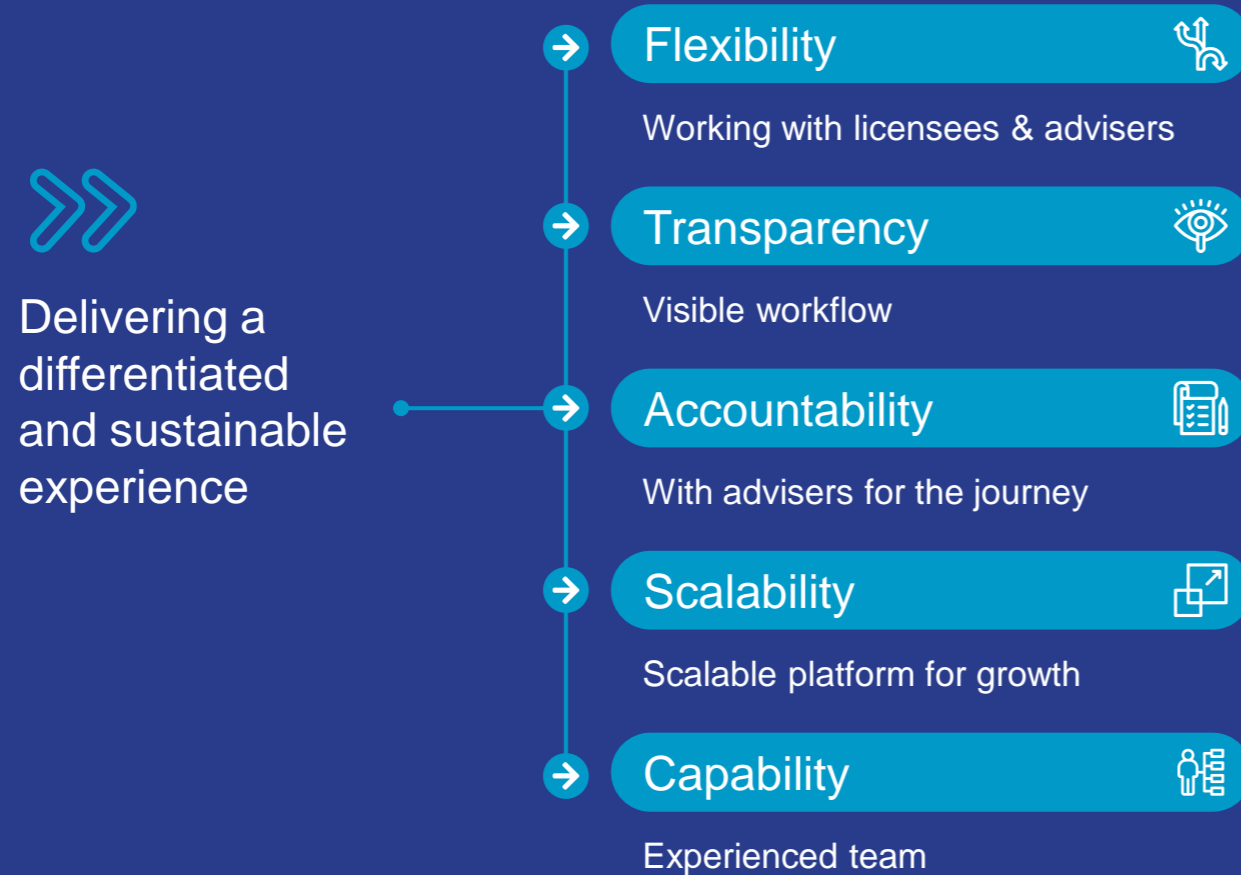 Delivering a
differentiated
and sustainable
experience
Flexibility
Working with licensees & advisers
Transparency
Visible workflow
Accountability
With advisers for the journey
Scalability
Scalable platform for growth
Capability
Experienced team